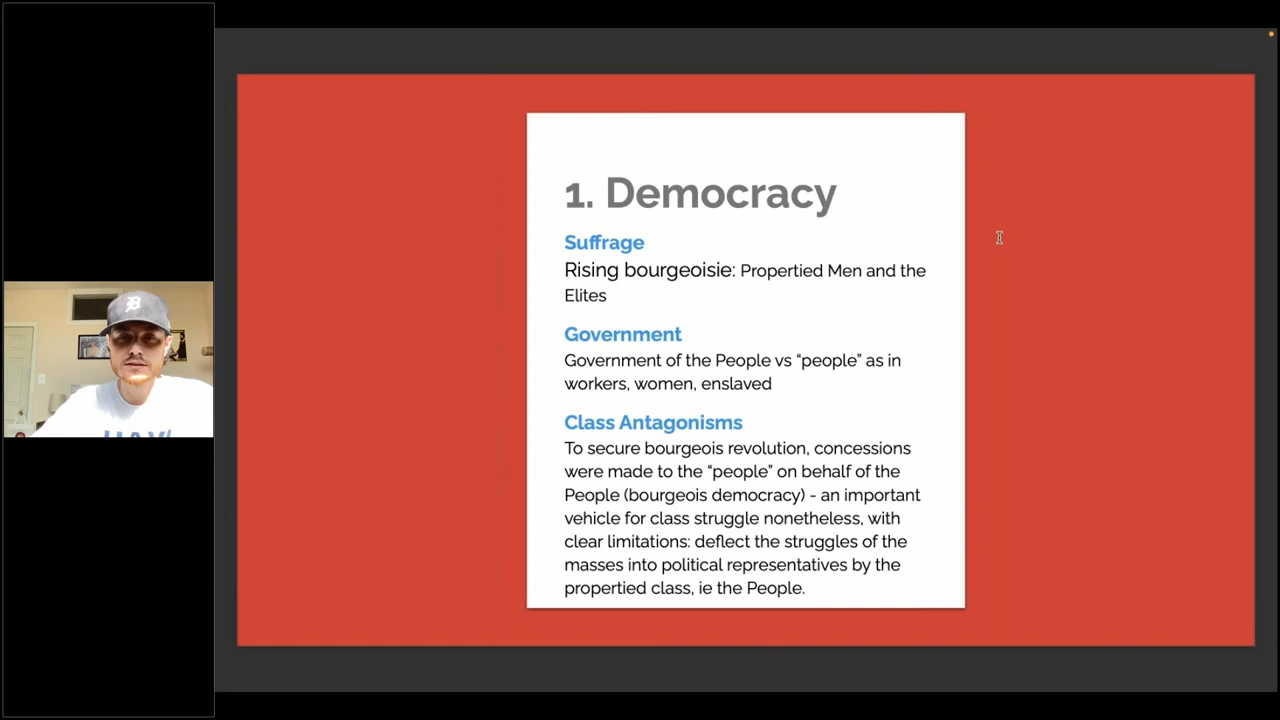 1. Democracy
Suffrage
Rising bourgeoisie: Propertied Men and the
Elites
Government
Government of the People vs “people” as in
workers, women, enslaved
Class Antagonisms
To secure bourgeois revolution, concessions
were made to the “people” on behalf of the
People (bourgeois democracy) - an important
vehicle for class struggle nonetheless, with
clear limitations: deflect the struggles of the
masses into political representatives by the
propertied class, ie the People.
B